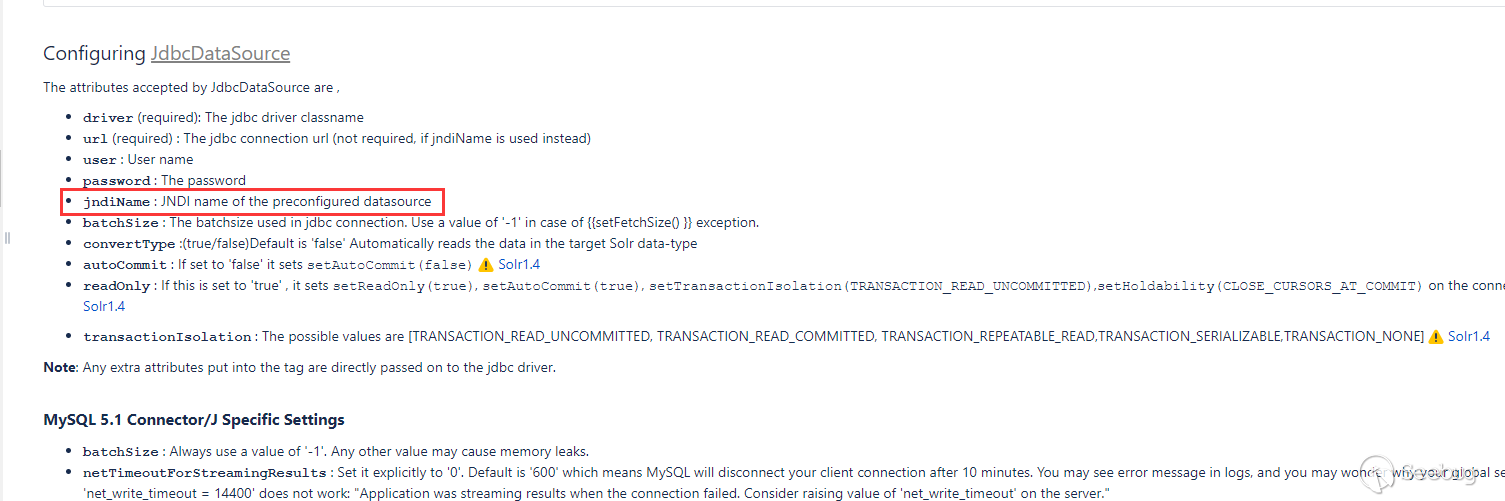 Configuring JdbcDataSource
The attributes accepted by JdbcDataSource are ,
• driver (required): The jdbc driver classname
• url (required) : The jdbc connection url (not required, if jndiName is used instead)
• user : User name
• password : The password
• jndiName : JNDI name of the preconfigured datasource
• batchSize : The batchsize used in jdbc connection. Use a value of '-1' in case of {{setFetchSize() }} exception.
• convertType :(true/false)Default is 'false' Automatically reads the data in the target Solr data-type
• autoCommit : If set to 'false' it sets setAutoCommit(false) ⚠ Solr1.4
• readOnly : If this is set to 'true' , it sets setReadOnly(true), setAutoCommit(true), setTransactionIsolation(TRANSACTION_READ_UNCOMMITTED),setHoldability(CLOSE_CURSORS_AT_COMMIT) on the conne
Solr1.4
• transactionIsolation : The possible values are [TRANSACTION_READ_UNCOMMITTED, TRANSACTION_READ_COMMITTED, TRANSACTION_REPEATABLE_READ,TRANSACTION_SERIALIZABLE,TRANSACTION_NONE] ⚠ Solr1.4
Note: Any extra attributes put into the tag are directly passed on to the jdbc driver.
MySQL 5.1 Connector/J Specific Settings
• batchSize : Always use a value of '-1'. Any other value may cause memory leaks.
• netTimeoutForStreamingResults : Set it explicitly to '0'. Default is '600' which means MySQL will disconnect your client connection after 10 minutes. You may see error message in logs, and you may wonder why your global se
'net_write_timeout = 14400' does not work: "Application was streaming results when the connection failed. Consider raising value of 'net_write_timeout' on the server."
Seebug